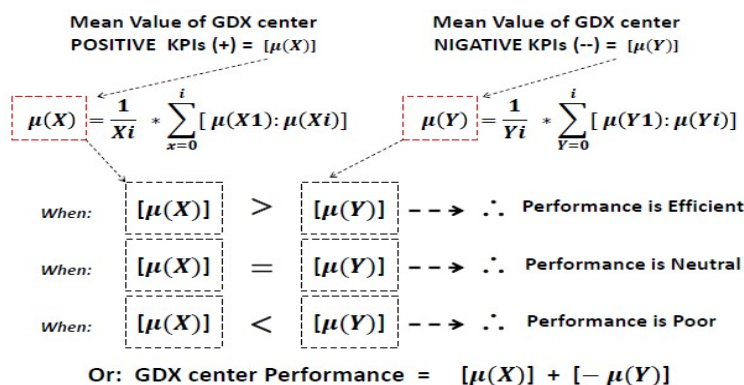 Mean Value of GDX center
POSITIVE KPIs (+) = [μ(X)]
Mean Value of GDX center
NIGATIVE KPIs (--) = [μ(Y)]
μ(X) = 1/Xi * ∑_{x=0}^{i} [ μ(X1): μ(Xi)]
μ(Y) = 1/Yi * ∑_{Y=0}^{i} [ μ(Y1): μ(Yi)]
When: [μ(X)] > [μ(Y)] --→ ∴ Performance is Efficient
When: [μ(X)] = [μ(Y)] --→ ∴ Performance is Neutral
When: [μ(X)] < [μ(Y)] --→ ∴ Performance is Poor
Or: GDX center Performance = [μ(X)] + [− μ(Y)]